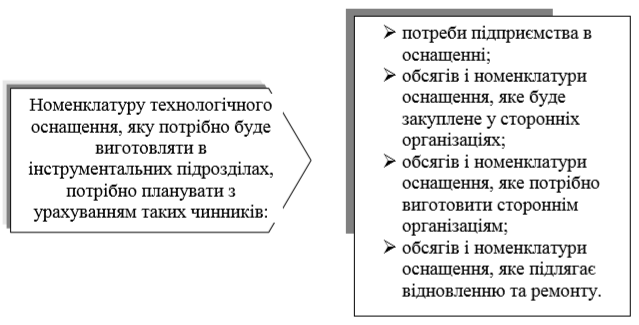 Номенклатуру технологічного
оснащення, яку потрібно буде
виготовляти в
інструментальних підрозділах,
потрібно планувати з
урахуванням таких чинників:
➢ потреби підприємства в
оснащенні;
➢ обсягів і номенклатури
оснащення, яке буде
закуплене у сторонніх
організаціях;
➢ обсягів і номенклатури
оснащення, яке потрібно
виготовити стороннім
організаціям;
➢ обсягів і номенклатури
оснащення, яке підлягає
відновленню та ремонту.